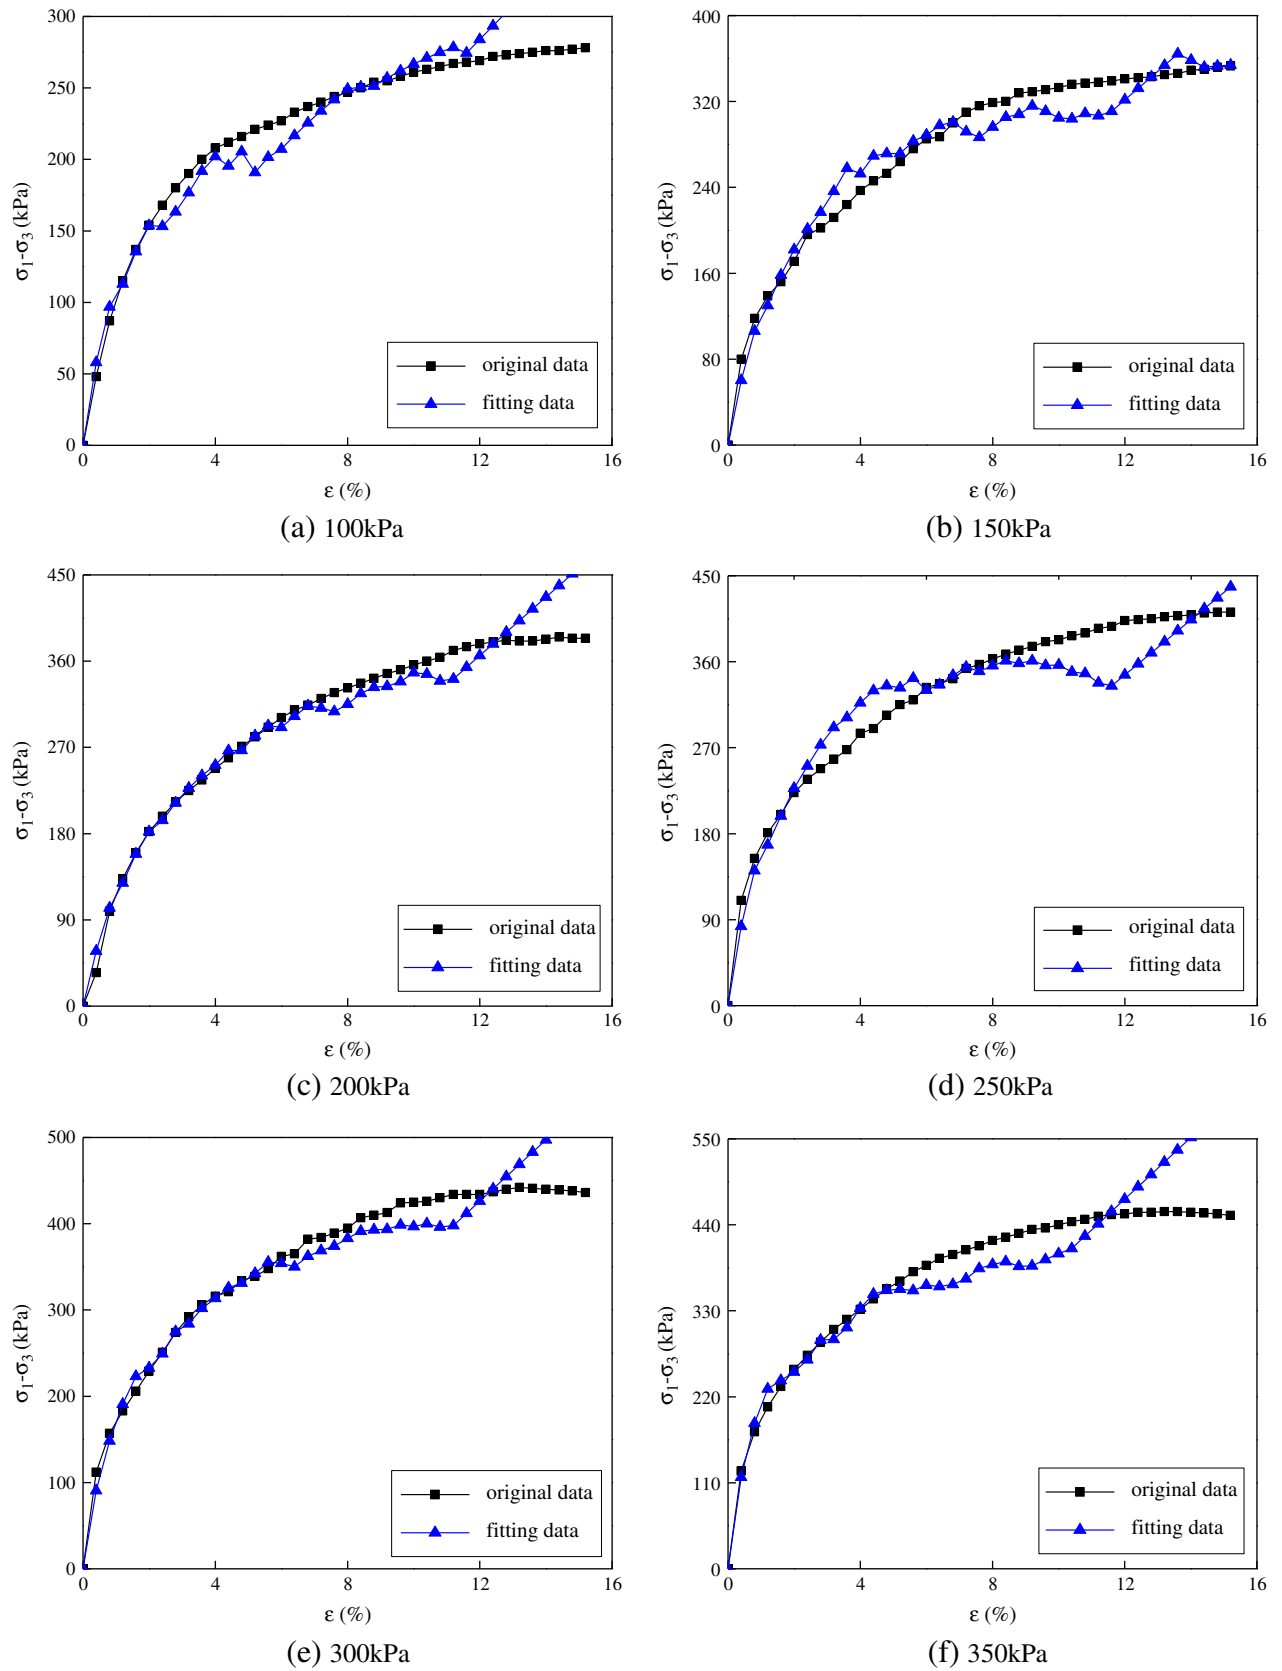 300
250
200
150
100
50
0
0 4 8 12 16
σ1-σ3 (kPa)
ε (%)
original data
fitting data
(a) 100kPa
400
320
240
160
80
0
0 4 8 12 16
σ1-σ3 (kPa)
ε (%)
original data
fitting data
(b) 150kPa
450
360
270
180
90
0
0 4 8 12 16
σ1-σ3 (kPa)
ε (%)
original data
fitting data
(c) 200kPa
450
360
270
180
90
0
0 4 8 12 16
σ1-σ3 (kPa)
ε (%)
original data
fitting data
(d) 250kPa
500
400
300
200
100
0
0 4 8 12 16
σ1-σ3 (kPa)
ε (%)
original data
fitting data
(e) 300kPa
550
440
330
220
110
0
0 4 8 12 16
σ1-σ3 (kPa)
ε (%)
original data
fitting data
(f) 350kPa